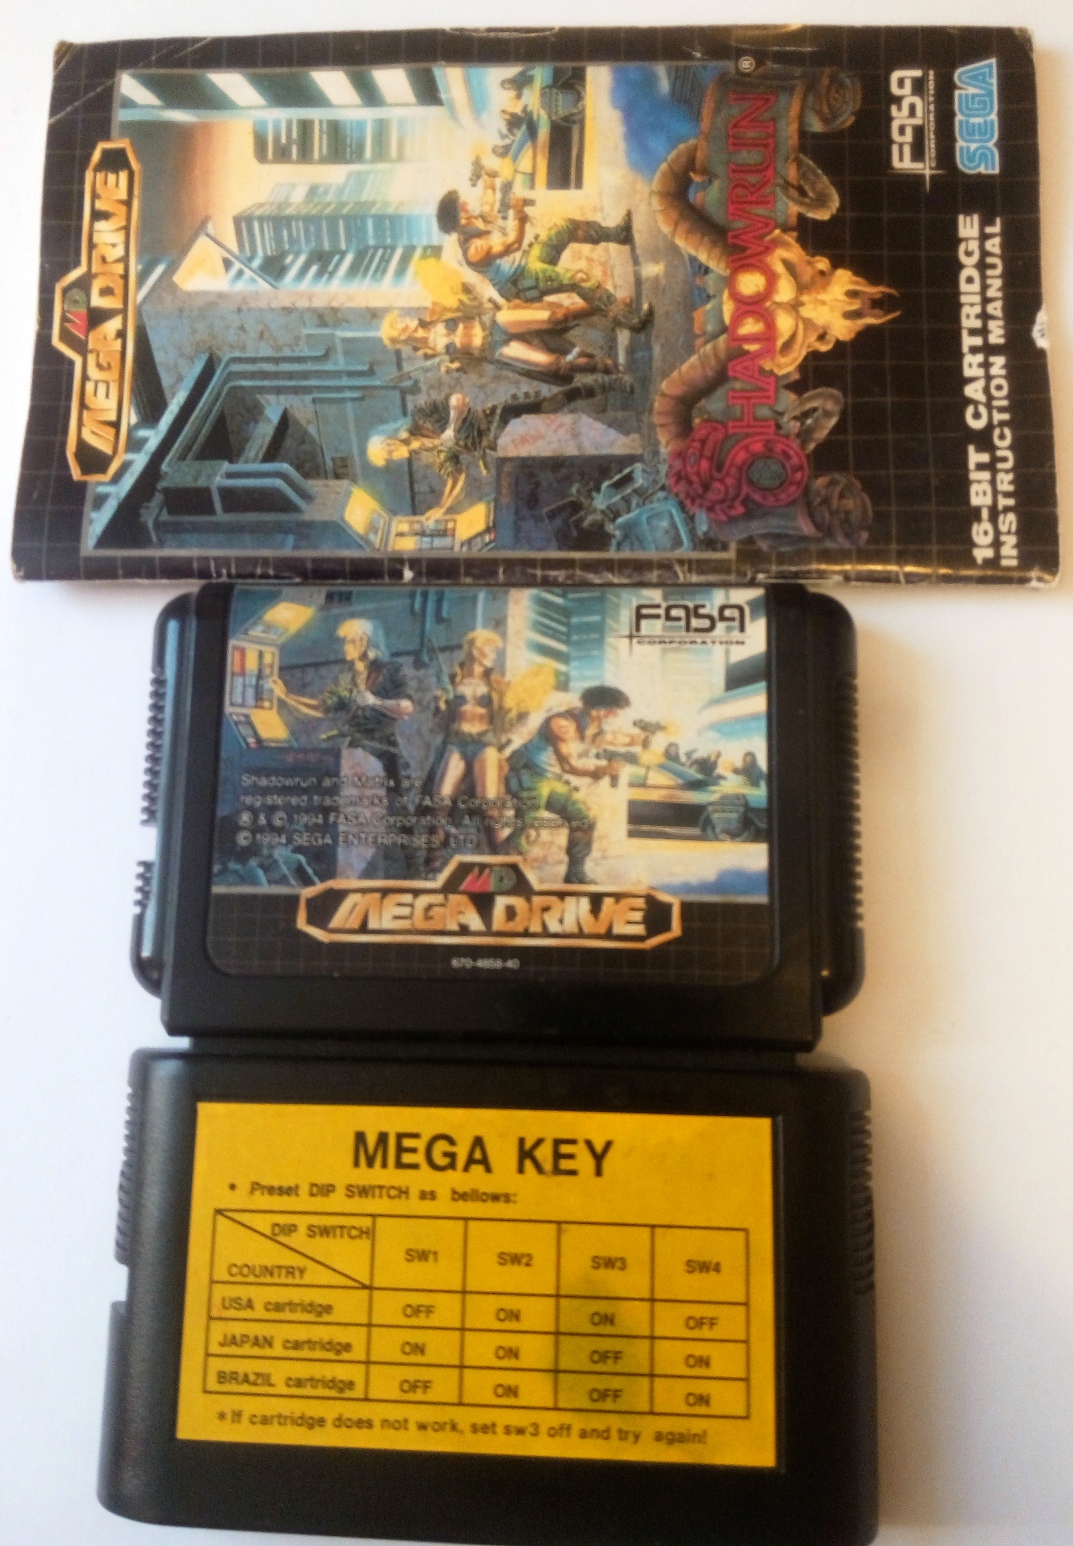 MD
MEGA DRIVE
SHADOWRUN®
FASA
CORPORATION
SEGA
16-BIT CARTRIDGE
INSTRUCTION MANUAL
FASA
CORPORATION
Shadowrun and Matrix are
registered trademarks of FASA Corporation
® & © 1994 FASA Corporation. All rights reserved
© 1994 SEGA ENTERPRISES LTD
MD
MEGA DRIVE
670-4858-40
MEGA KEY
• Preset DIP SWITCH as bellows:
DIP SWITCH
COUNTRY SW1 SW2 SW3 SW4
USA cartridge OFF ON ON OFF
JAPAN cartridge ON ON OFF ON
BRAZIL cartridge OFF ON OFF ON
*If cartridge does not work, set sw3 off and try again!